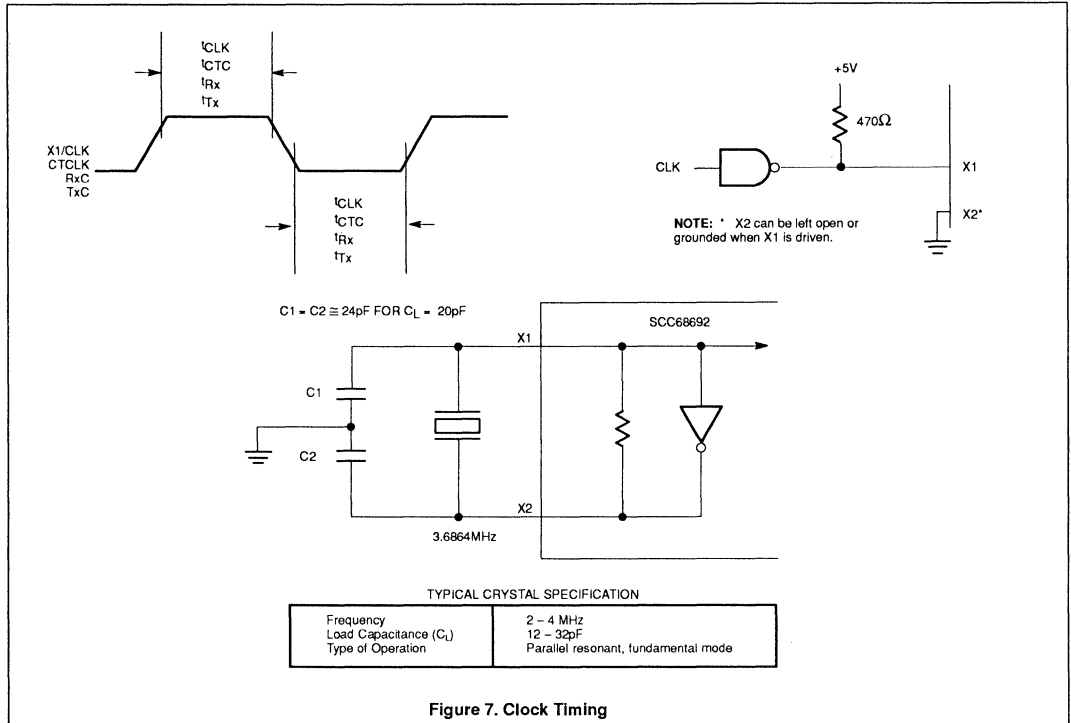 tCLK
tCTC
tRx
tTx
X1/CLK
CTCLK
RxC
TxC
tCLK
tCTC
tRx
tTx
+5V
470Ω
CLK
X1
X2*
NOTE: * X2 can be left open or
grounded when X1 is driven.
C1 = C2 ≅ 24pF FOR CL = 20pF
SCC68692
X1
C1
C2
X2
3.6864MHz
TYPICAL CRYSTAL SPECIFICATION
Frequency 2 – 4 MHz
Load Capacitance (CL) 12 – 32pF
Type of Operation Parallel resonant, fundamental mode
Figure 7. Clock Timing